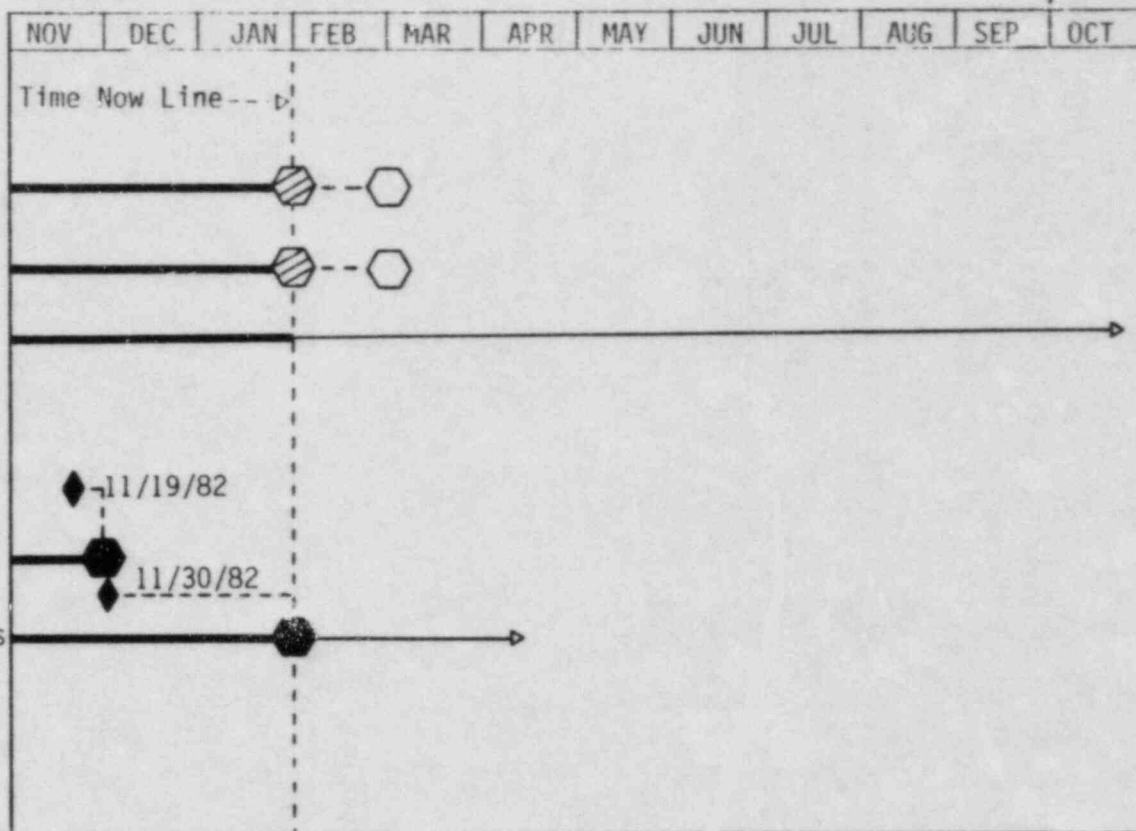 NOV DEC JAN FEB MAR APR MAY JUN JUL AUG SEP OCT
Time Now Line
11/19/82
11/30/82
s